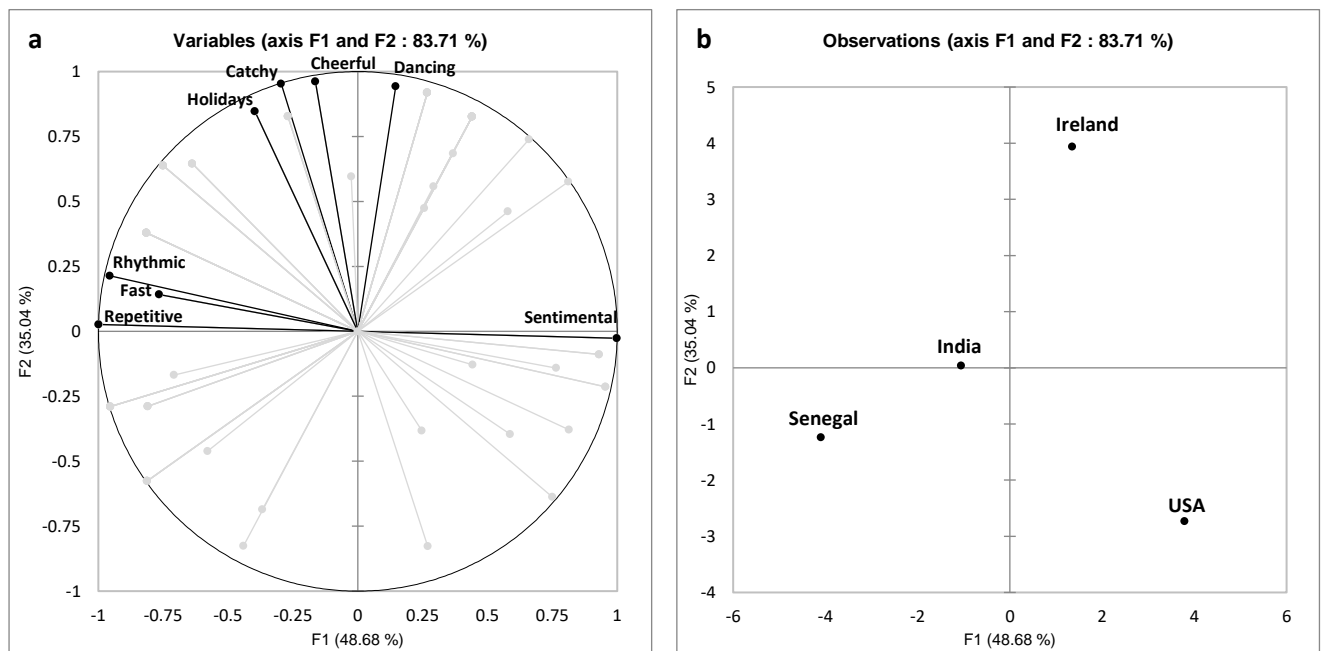 a
Variables (axis F1 and F2 : 83.71 %)
Catchy
Cheerful
Dancing
Holidays
Rhythmic
Fast
Repetitive
Sentimental
1
0.75
0.5
0.25
0
-0.25
-0.5
-0.75
-1
F2 (35.04 %)
-1 -0.75 -0.5 -0.25 0 0.25 0.5 0.75 1
F1 (48.68 %)
b
Observations (axis F1 and F2 : 83.71 %)
Ireland
India
Senegal
USA
5
4
3
2
1
0
-1
-2
-3
-4
F2 (35.04 %)
-6 -4 -2 0 2 4 6
F1 (48.68 %)